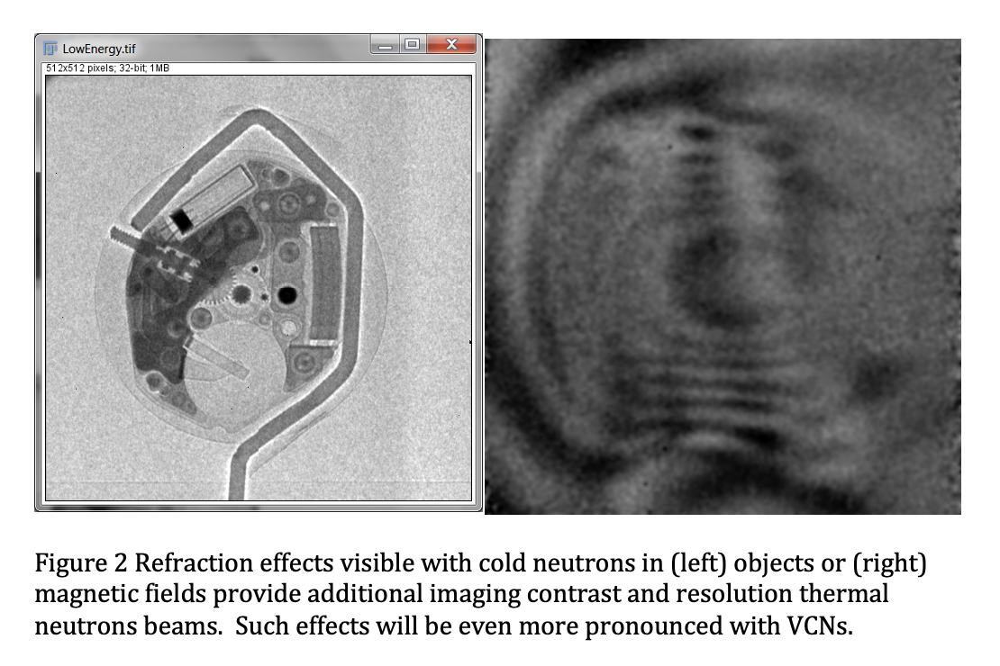 LowEnergy.tif
512x512 pixels; 32-bit; 1MB
Figure 2 Refraction effects visible with cold neutrons in (left) objects or (right)
magnetic fields provide additional imaging contrast and resolution thermal
neutrons beams.  Such effects will be even more pronounced with VCNs.